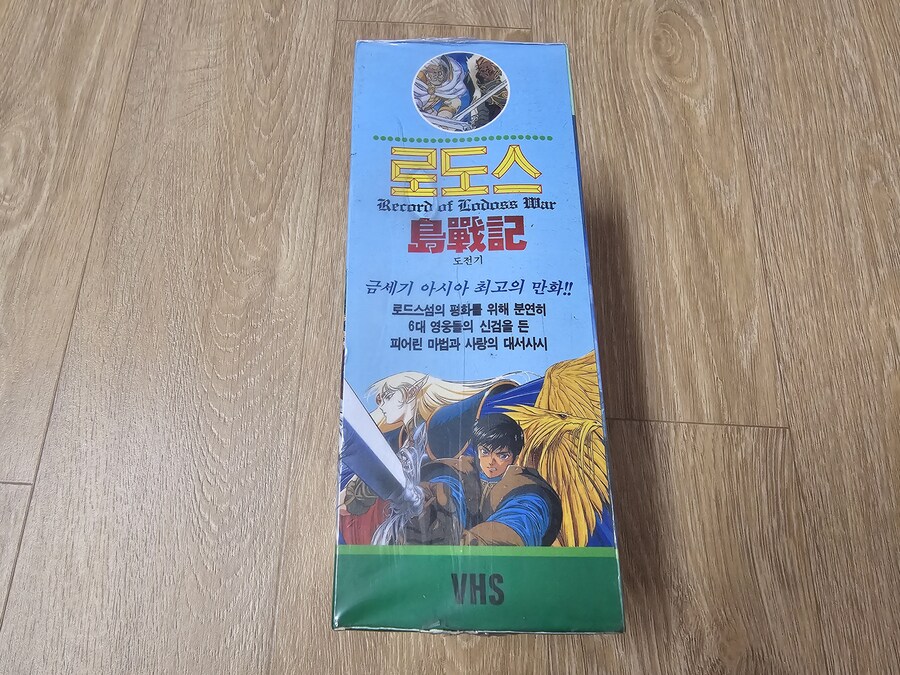 로도스
Record of Lodoss War
島戰記
도전기
금세기 아시아 최고의 만화!!
로드스섬의 평화를 위해 분연히
6대 영웅들의 신검을 든
피어린 마법과 사랑의 대서사시
VHS